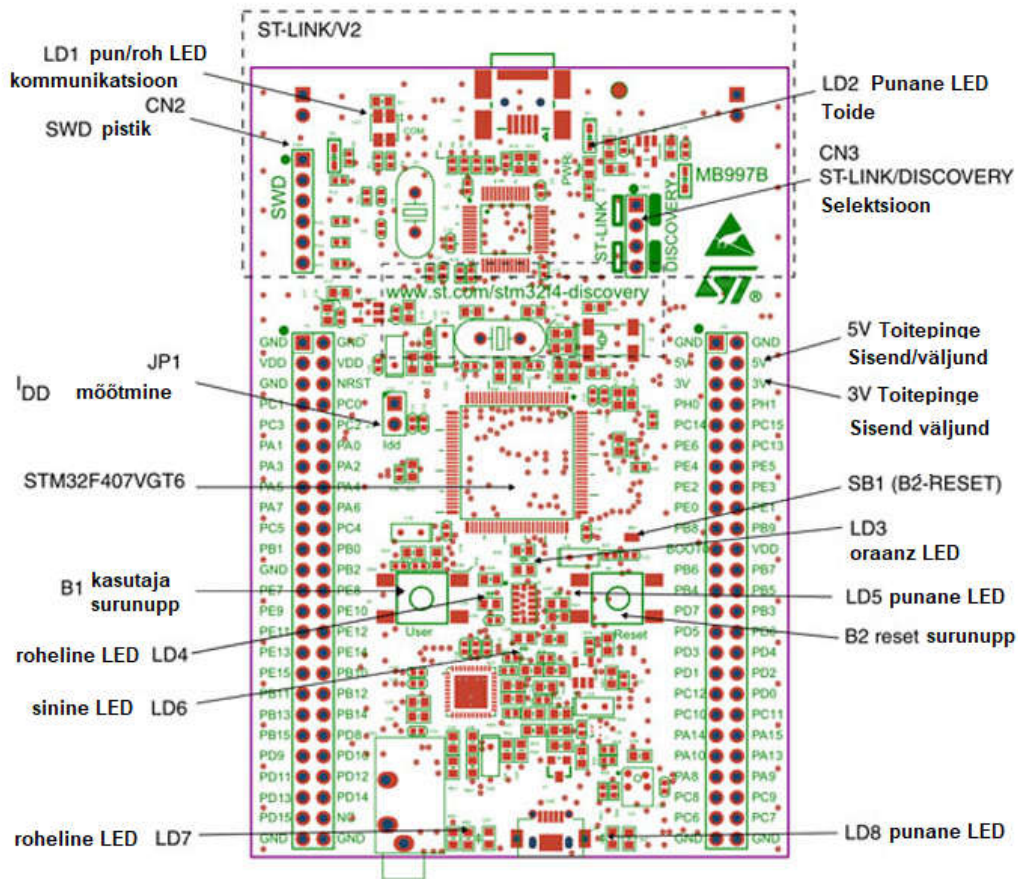 ST-LINK/V2
LD1 pun/roh LED
kommunikatsioon
CN2
SWD pistik
LD2 Punane LED
Toide
CN3
ST-LINK/DISCOVERY
Selektsioon
COM
PWR
MB997B
SWD
ST-LINK
DISCOVERY
www.st.com/stm32f4-discovery
®
5V Toitepinge
Sisend/väljund
3V Toitepinge
Sisend väljund
JP1
IDD mõõtmine
Idd
STM32F407VGT6
SB1 (B2-RESET)
LD3
oraanz LED
B1 kasutaja
surunupp
LD5 punane LED
User
Reset
B2 reset surunupp
roheline LED LD4
sinine LED LD6
roheline LED LD7
LD8 punane LED
GND GND
VDD VDD
GND NRST
PC1 PC0
PC3 PC2
PA1 PA0
PA3 PA2
PA5 PA4
PA7 PA6
PC5 PC4
PB1 PB0
GND PB2
PE7 PE8
PE9 PE10
PE11 PE12
PE13 PE14
PE15 PB10
PB11 PB12
PB13 PB14
PB15 PD8
PD9 PD10
PD11 PD12
PD13 PD14
PD15 NC
GND GND
GND GND
5V 5V
3V 3V
PH0 PH1
PC14 PC15
PE6 PC13
PE4 PE5
PE2 PE3
PE0 PE1
PB8 PB9
BOOT0 VDD
PB6 PB7
PB4 PB5
PD7 PB3
PD5 PD6
PD3 PD4
PD1 PD2
PC12 PD0
PC10 PC11
PA14 PA15
PA10 PA13
PA8 PA9
PC8 PC9
PC6 PC7
GND GND